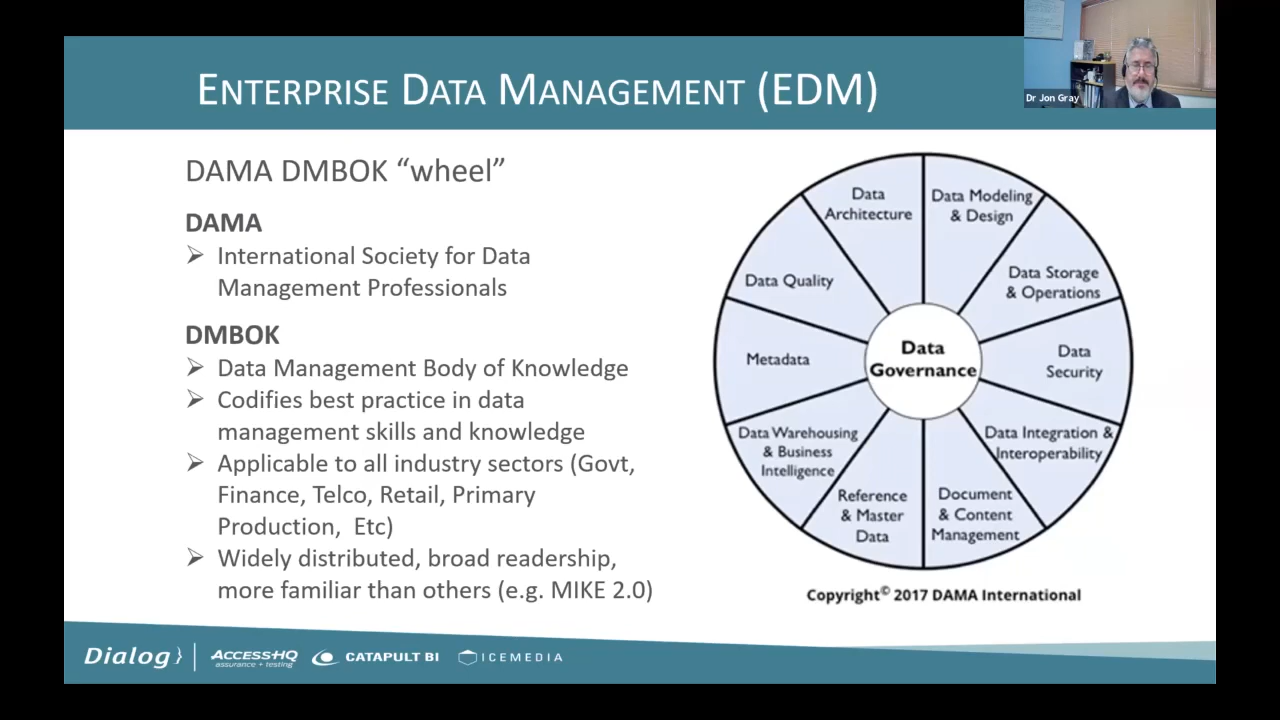 ENTERPRISE DATA MANAGEMENT (EDM)
Dr Jon Gray
DAMA DMBOK “wheel”
DAMA
➢ International Society for Data
Management Professionals
DMBOK
➢ Data Management Body of Knowledge
➢ Codifies best practice in data
management skills and knowledge
➢ Applicable to all industry sectors (Govt,
Finance, Telco, Retail, Primary
Production, Etc)
➢ Widely distributed, broad readership,
more familiar than others (e.g. MIKE 2.0)
Data
Architecture
Data Modeling
& Design
Data Storage
& Operations
Data
Security
Data Integration &
Interoperability
Document
& Content
Management
Reference
& Master
Data
Data Warehousing
& Business
Intelligence
Metadata
Data Quality
Data
Governance
Copyright© 2017 DAMA International
Dialog}
ACCESSHQ
assurance + testing
CATAPULT BI
ICEMEDIA